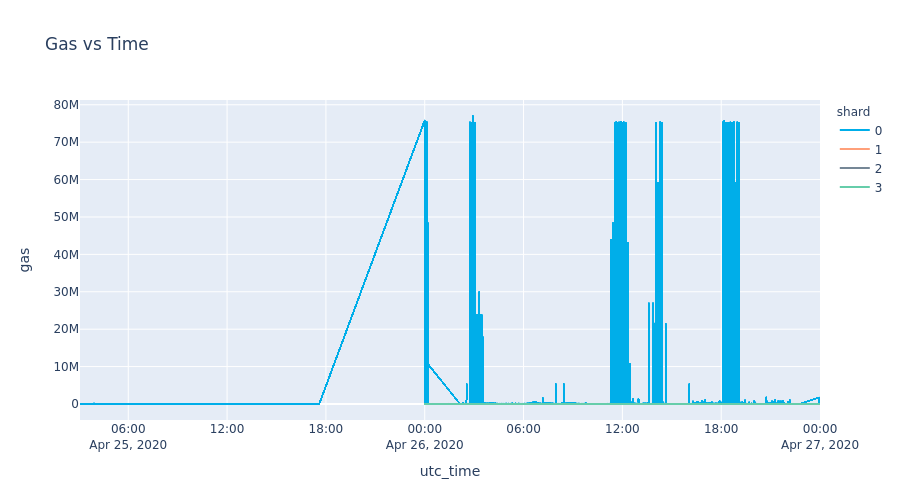 Gas vs Time
80M
70M
60M
50M
40M
30M
20M
10M
0
gas
06:00
Apr 25, 2020
12:00
18:00
00:00
Apr 26, 2020
06:00
12:00
18:00
00:00
Apr 27, 2020
utc_time
shard
0
1
2
3